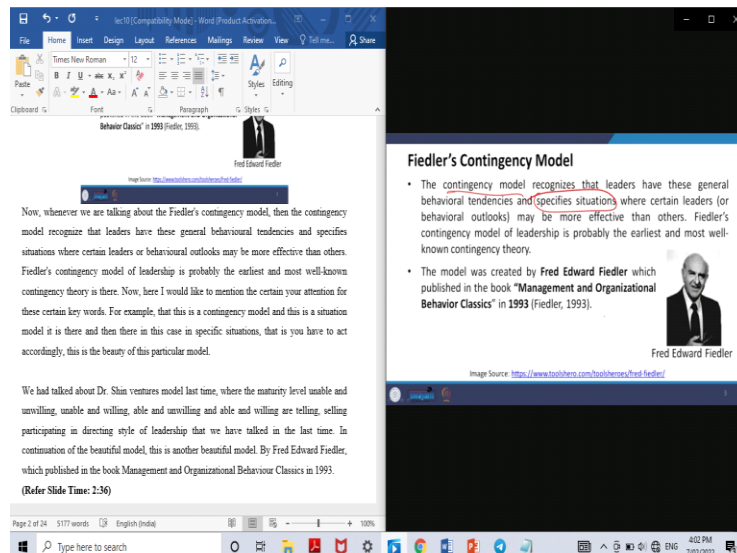 lec10 [Compatibility Mode] - Word (Product Activation...
File Home Insert Design Layout References Mailings Review View Tell me... Share
Times New Roman 12
Paste
Styles Editing
Clipboard Font Paragraph Styles
Behavior Classics" in 1993 (Fiedler, 1993).
Fred Edward Fiedler
Image Source: https://www.toolshero.com/toolsheroes/fred-fiedler/
Now, whenever we are talking about the Fiedler's contingency model, then the contingency
model recognize that leaders have these general behavioural tendencies and specifies
situations where certain leaders or behavioural outlooks may be more effective than others.
Fiedler's contingency model of leadership is probably the earliest and most well-known
contingency theory is there. Now, here I would like to mention the certain your attention for
these certain key words. For example, that this is a contingency model and this is a situation
model it is there and then there in this case in specific situations, that is you have to act
accordingly, this is the beauty of this particular model.
We had talked about Dr. Shin ventures model last time, where the maturity level unable and
unwilling, unable and willing, able and unwilling and able and willing are telling, selling
participating in directing style of leadership that we have talked in the last time. In
continuation of the beautiful model, this is another beautiful model. By Fred Edward Fiedler,
which published in the book Management and Organizational Behaviour Classics in 1993.
(Refer Slide Time: 2:36)
Page 2 of 24 5177 words English (India) 100%
Fiedler's Contingency Model
• The contingency model recognizes that leaders have these general
behavioral tendencies and specifies situations where certain leaders (or
behavioral outlooks) may be more effective than others. Fiedler's
contingency model of leadership is probably the earliest and most well-
known contingency theory.
• The model was created by Fred Edward Fiedler which
published in the book "Management and Organizational
Behavior Classics" in 1993 (Fiedler, 1993).
Fred Edward Fiedler
Image Source: https://www.toolshero.com/toolsheroes/fred-fiedler/
Type here to search
ENG
4:02 PM